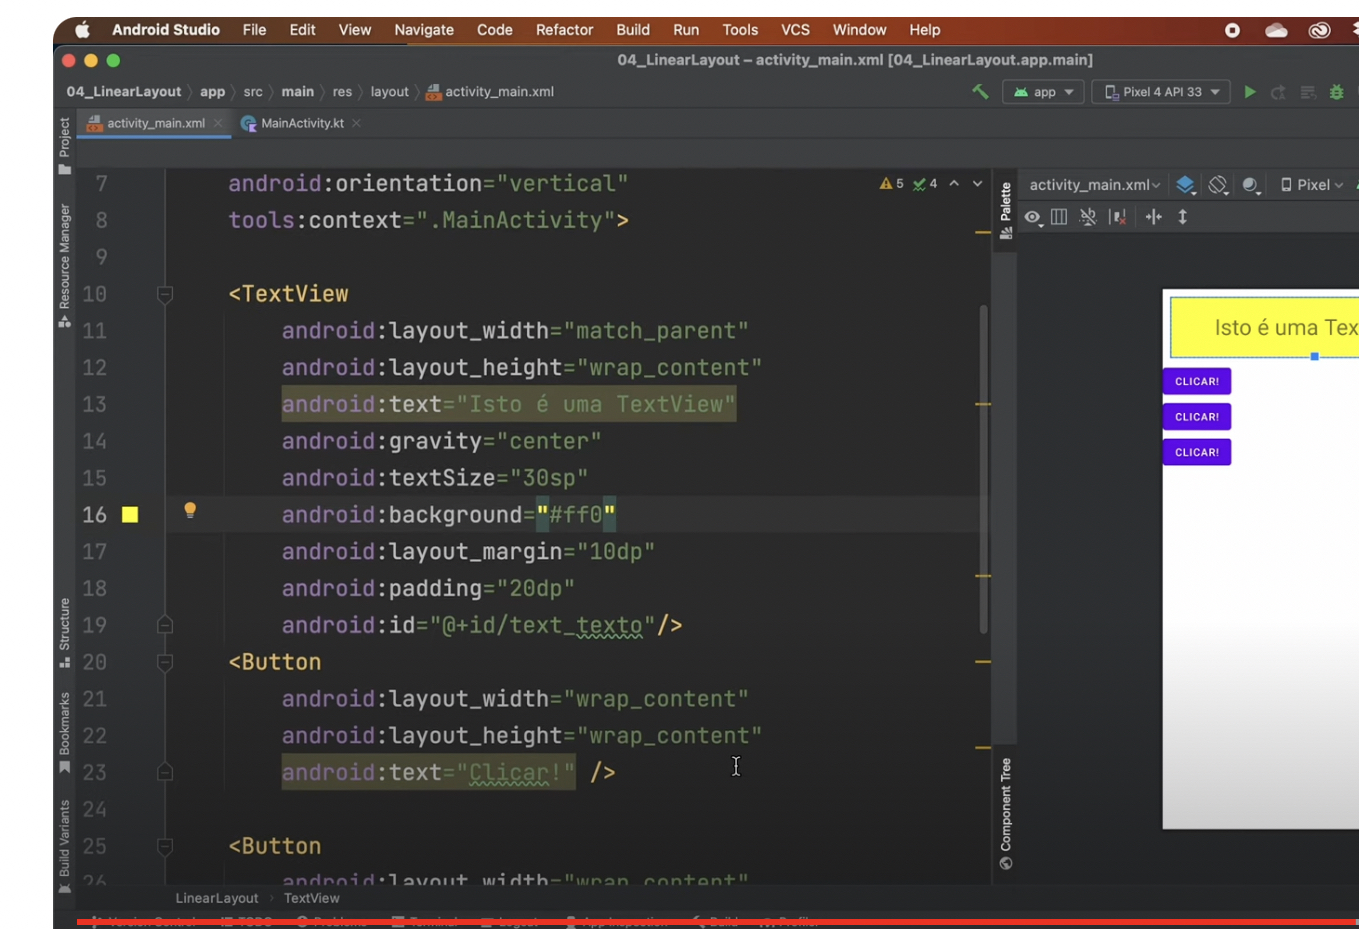 Android Studio File Edit View Navigate Code Refactor Build Run Tools VCS Window Help
04_LinearLayout – activity_main.xml [04_LinearLayout.app.main]
04_LinearLayout app src main res layout activity_main.xml app Pixel 4 API 33
activity_main.xml MainActivity.kt
Project
Resource Manager
Structure
Bookmarks
Build Variants
7 android:orientation="vertical"
8 tools:context=".MainActivity">
9
10 <TextView
11 android:layout_width="match_parent"
12 android:layout_height="wrap_content"
13 android:text="Isto é uma TextView"
14 android:gravity="center"
15 android:textSize="30sp"
16 android:background="#ff0"
17 android:layout_margin="10dp"
18 android:padding="20dp"
19 android:id="@+id/text_texto"/>
20 <Button
21 android:layout_width="wrap_content"
22 android:layout_height="wrap_content"
23 android:text="Clicar!" />
24
25 <Button
26 android:layout_width="wrap_content"
5 4
Palette
Component Tree
activity_main.xml Pixel
Isto é uma Tex
CLICAR!
CLICAR!
CLICAR!
LinearLayout TextView